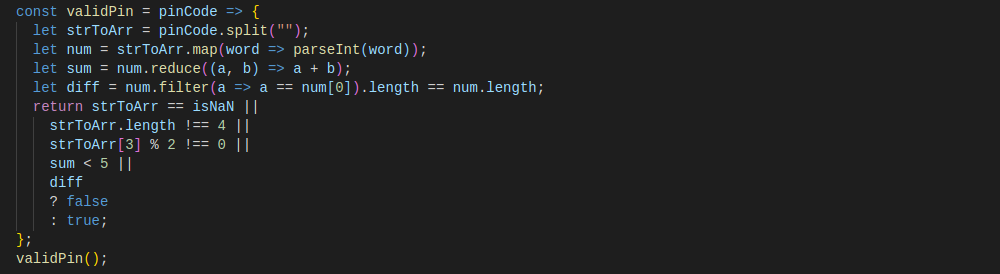 const validPin = pinCode => {
let strToArr = pinCode.split("");
let num = strToArr.map(word => parseInt(word));
let sum = num.reduce((a, b) => a + b);
let diff = num.filter(a => a == num[0]).length == num.length;
return strToArr == isNaN ||
strToArr.length !== 4 ||
strToArr[3] % 2 !== 0 ||
sum < 5 ||
diff
? false
: true;
};
validPin();